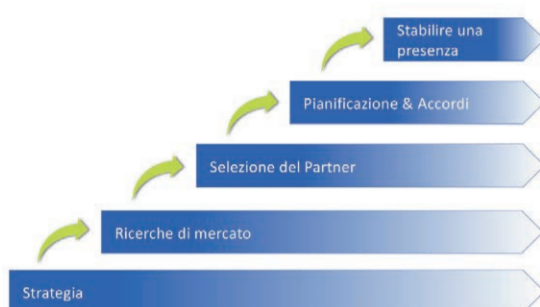 Stabilire una
presenza
Pianificazione & Accordi
Selezione del Partner
Ricerche di mercato
Strategia